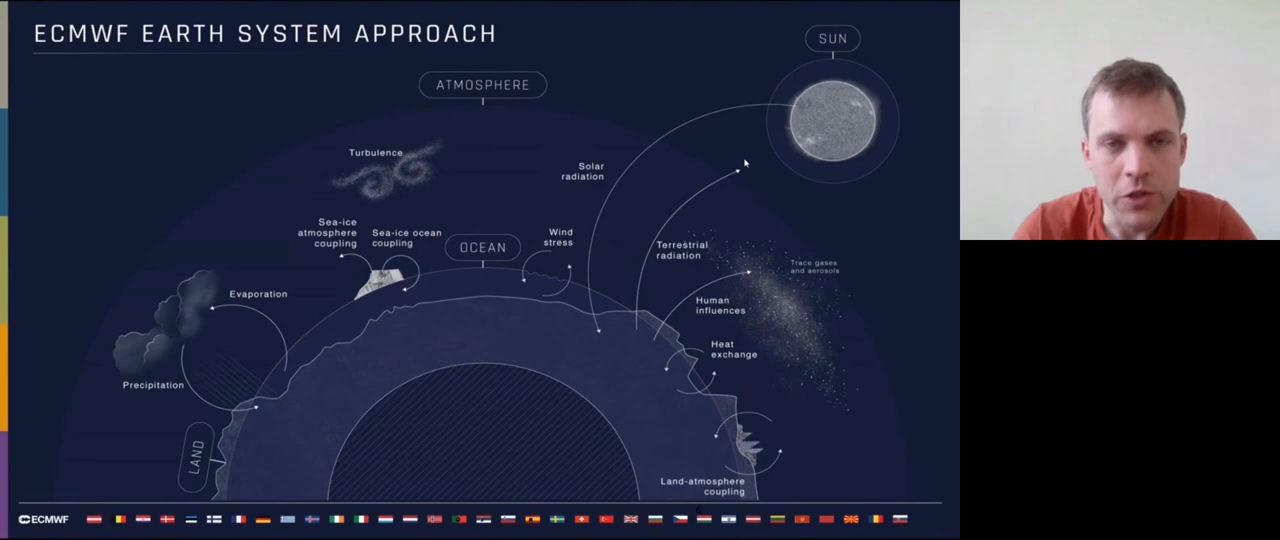 ECMWF EARTH SYSTEM APPROACH
SUN
ATMOSPHERE
Turbulence
Solar
radiation
Sea-ice
atmosphere
coupling
Sea-ice ocean
coupling
OCEAN
Wind
stress
Terrestrial
radiation
Trace gases
and aerosols
Evaporation
Human
influences
Heat
exchange
Precipitation
LAND
Land-atmosphere
coupling
ECMWF